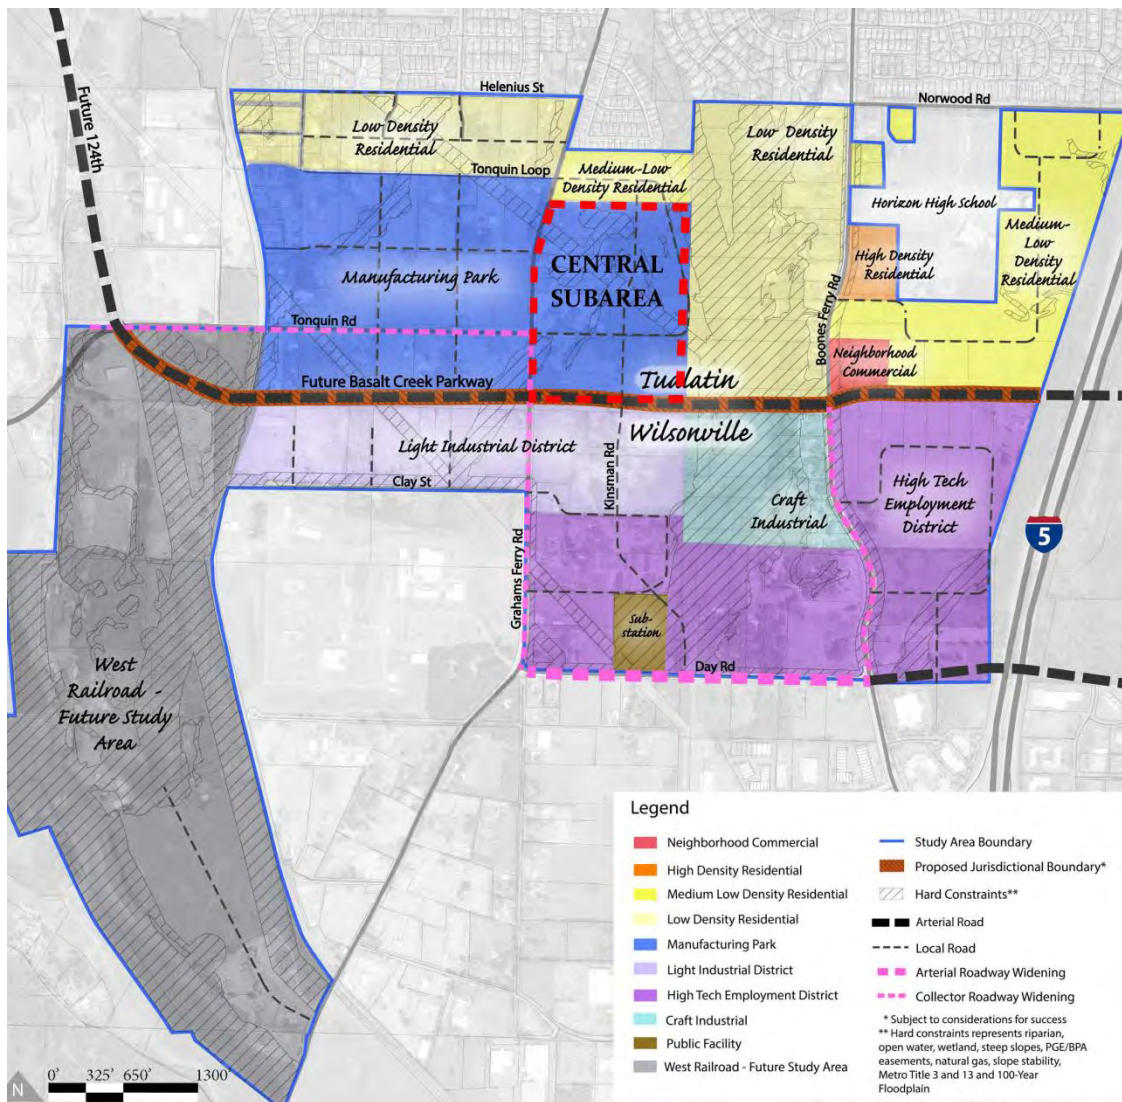 Future 124th
Helenius St
Norwood Rd
Low Density
Residential
Low Density
Residential
Tonquin Loop
Medium-Low
Density Residential
Horizon High School
Medium-
Low
Density
Residential
High Density
Residential
Manufacturing Park
CENTRAL
SUBAREA
Boones Ferry Rd
Tonquin Rd
Neighborhood
Commercial
Future Basalt Creek Parkway
Tualatin
Wilsonville
Light Industrial District
Kinsman Rd
Clay St
High Tech
Employment
District
Craft
Industrial
5
Grahams Ferry Rd
Sub-
station
Day Rd
West
Railroad -
Future Study
Area
Legend
Neighborhood Commercial
High Density Residential
Medium Low Density Residential
Low Density Residential
Manufacturing Park
Light Industrial District
High Tech Employment District
Craft Industrial
Public Facility
West Railroad - Future Study Area
Study Area Boundary
Proposed Jurisdictional Boundary*
Hard Constraints**
Arterial Road
Local Road
Arterial Roadway Widening
Collector Roadway Widening
* Subject to considerations for success
** Hard constraints represents riparian,
open water, wetland, steep slopes, PGE/BPA
easements, natural gas, slope stability,
Metro Title 3 and 13 and 100-Year
Floodplain
N
0' 325' 650' 1300'